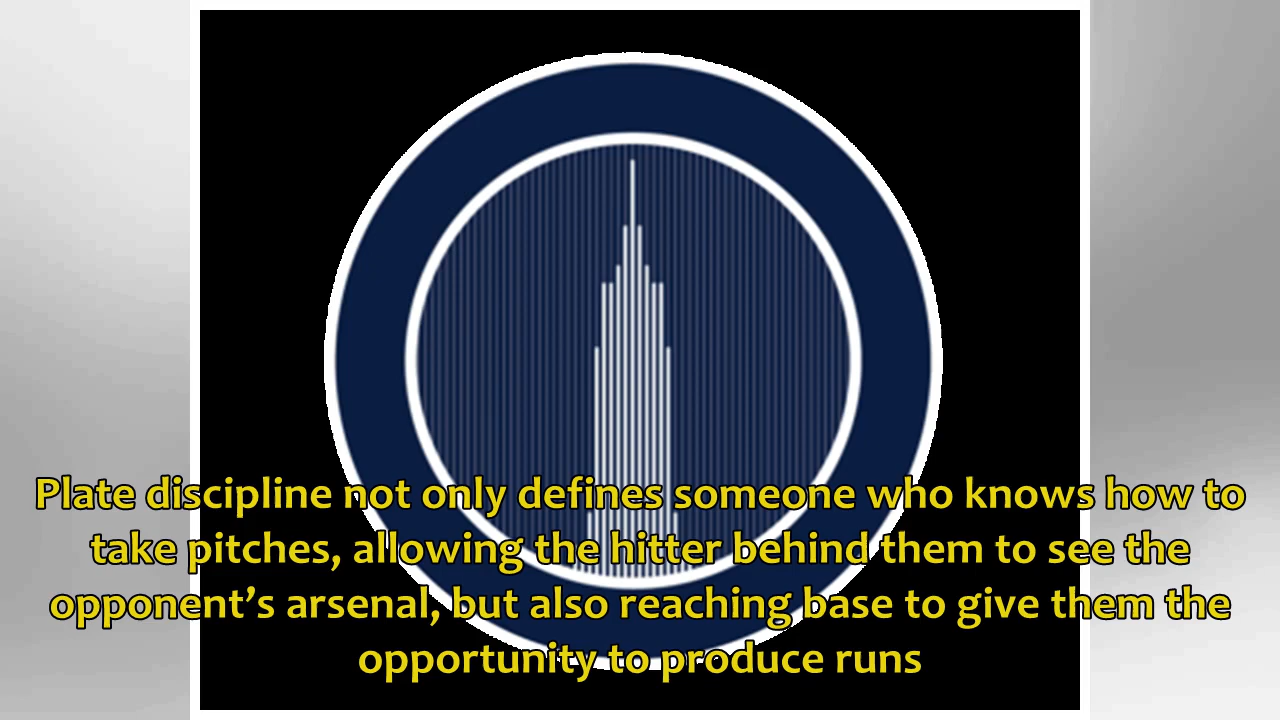 Plate discipline not only defines someone who knows how to
take pitches, allowing the hitter behind them to see the
opponent’s arsenal, but also reaching base to give them the
opportunity to produce runs